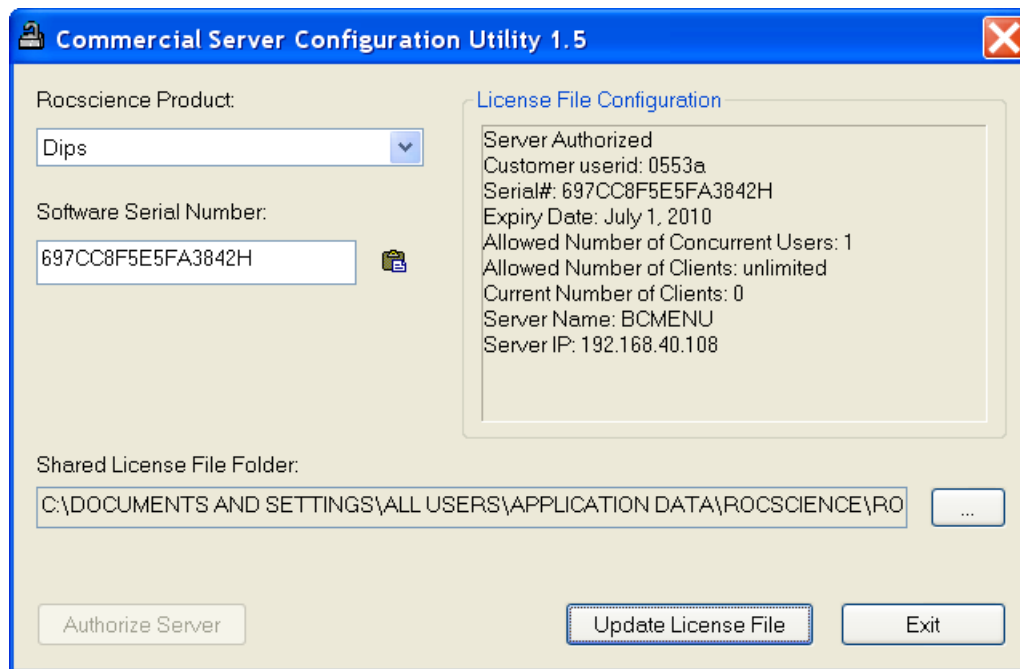 Commercial Server Configuration Utility 1.5
Rocscience Product:
Dips
Software Serial Number:
697CC8F5E5FA3842H
License File Configuration
Server Authorized
Customer userid: 0553a
Serial#: 697CC8F5E5FA3842H
Expiry Date: July 1, 2010
Allowed Number of Concurrent Users: 1
Allowed Number of Clients: unlimited
Current Number of Clients: 0
Server Name: BCMENU
Server IP: 192.168.40.108
Shared License File Folder:
C:\DOCUMENTS AND SETTINGS\ALL USERS\APPLICATION DATA\ROCSCIENCE\RO
...
Authorize Server
Update License File
Exit